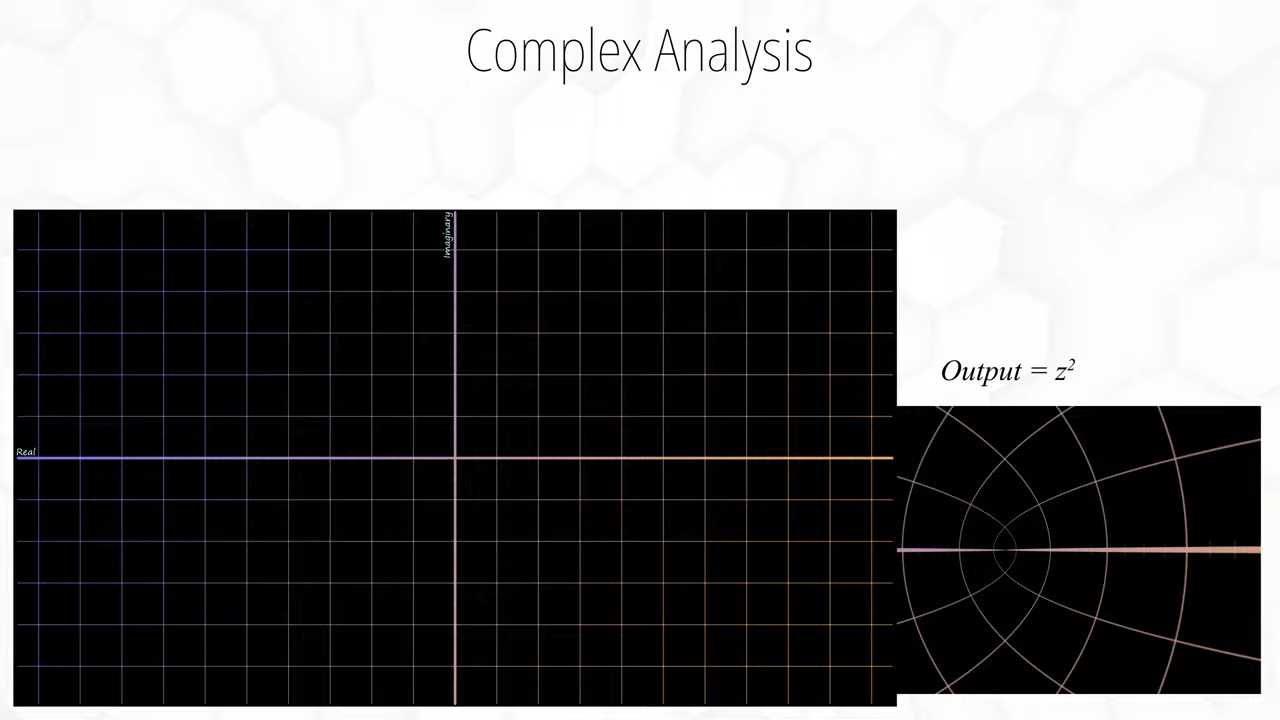 Complex Analysis
Imaginary
Real
Output = z²